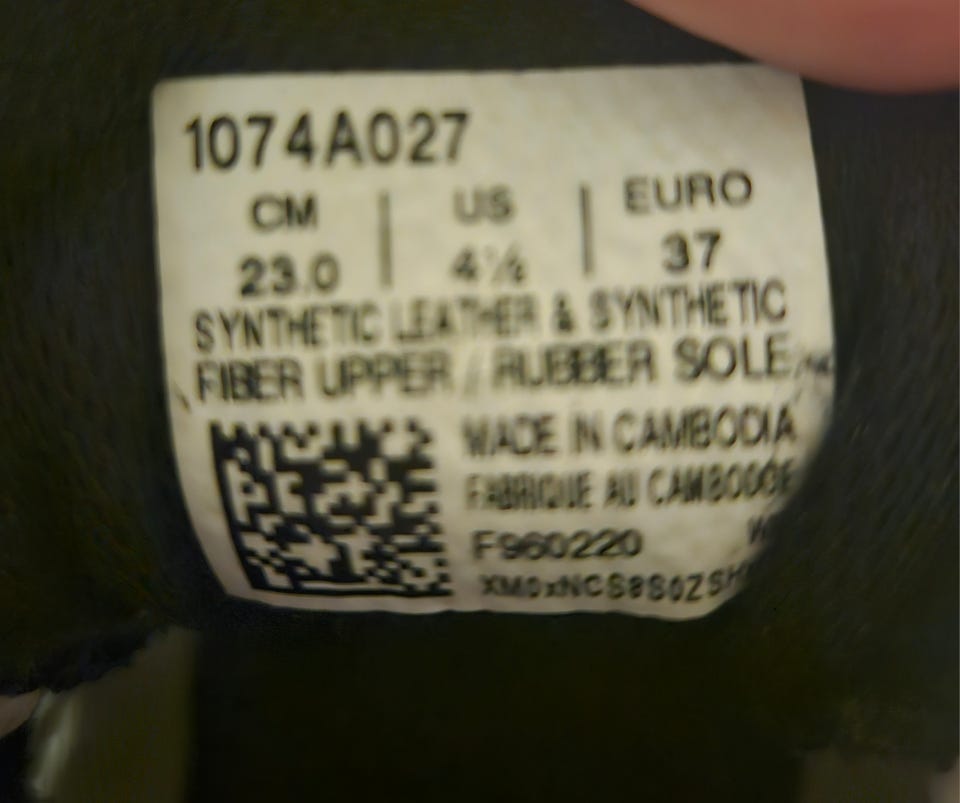 1074A027
CM | US | EURO
23.0 | 4½ | 37
SYNTHETIC LEATHER & SYNTHETIC
FIBER UPPER / RUBBER SOLE
MADE IN CAMBODIA
FABRIQUE AU CAMBODGE
F960220